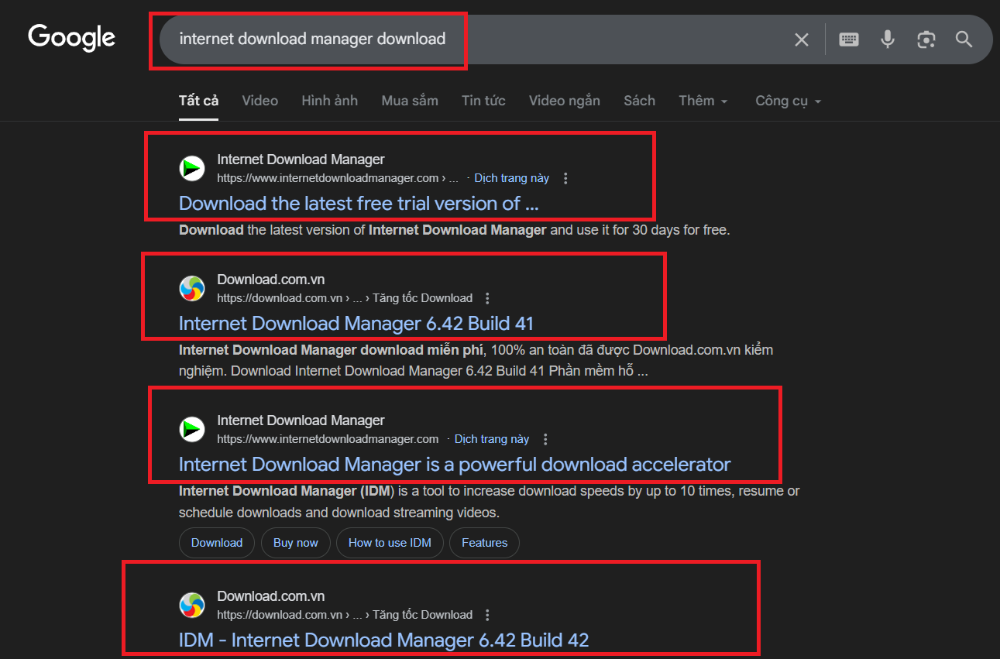 Google
internet download manager download
Tất cả Video Hình ảnh Mua sắm Tin tức Video ngắn Sách Thêm Công cụ
Internet Download Manager
https://www.internetdownloadmanager.com › ... · Dịch trang này
Download the latest free trial version of ...
Download the latest version of Internet Download Manager and use it for 30 days for free.
Download.com.vn
https://download.com.vn › ... › Tăng tốc Download
Internet Download Manager 6.42 Build 41
Internet Download Manager download miễn phí, 100% an toàn đã được Download.com.vn kiểm
nghiệm. Download Internet Download Manager 6.42 Build 41 Phần mềm hỗ ...
Internet Download Manager
https://www.internetdownloadmanager.com · Dịch trang này
Internet Download Manager is a powerful download accelerator
Internet Download Manager (IDM) is a tool to increase download speeds by up to 10 times, resume or
schedule downloads and download streaming videos.
Download Buy now How to use IDM Features
Download.com.vn
https://download.com.vn › ... › Tăng tốc Download
IDM - Internet Download Manager 6.42 Build 42